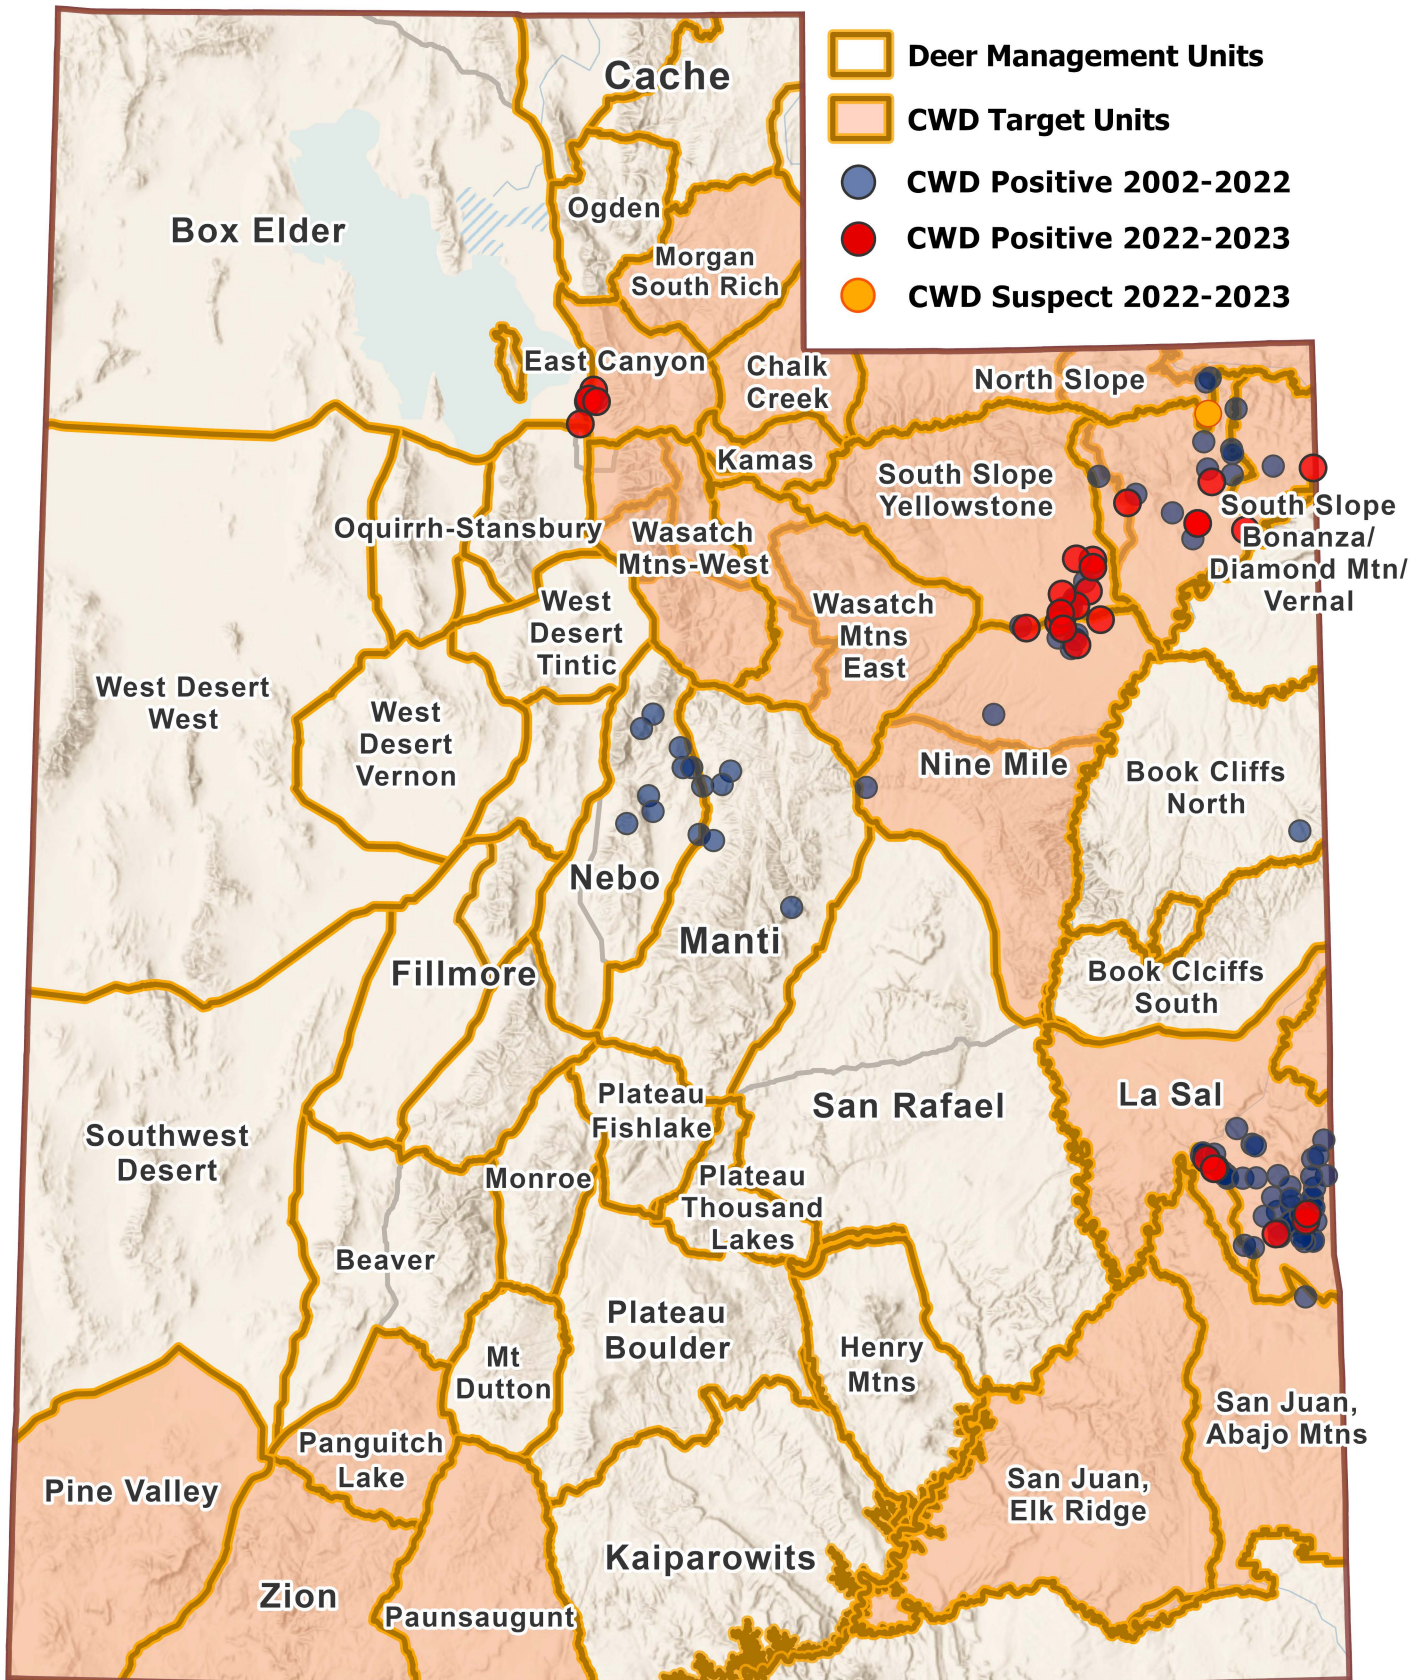 Deer Management Units
CWD Target Units
CWD Positive 2002-2022
CWD Positive 2022-2023
CWD Suspect 2022-2023
Cache
Ogden
Box Elder
Morgan
South Rich
East Canyon
Chalk
Creek
North Slope
Kamas
South Slope
Yellowstone
South Slope
Bonanza/
Diamond Mtn/
Vernal
Oquirrh-Stansbury
Wasatch
Mtns-West
West
Desert
Tintic
Wasatch
Mtns
East
West Desert
West
West
Desert
Vernon
Nine Mile
Book Cliffs
North
Nebo
Manti
Fillmore
Book Clciffs
South
La Sal
San Rafael
Plateau
Fishlake
Southwest
Desert
Monroe
Plateau
Thousand
Lakes
Beaver
Plateau
Boulder
Henry
Mtns
Mt
Dutton
San Juan,
Abajo Mtns
Panguitch
Lake
Pine Valley
San Juan,
Elk Ridge
Kaiparowits
Zion
Paunsaugunt